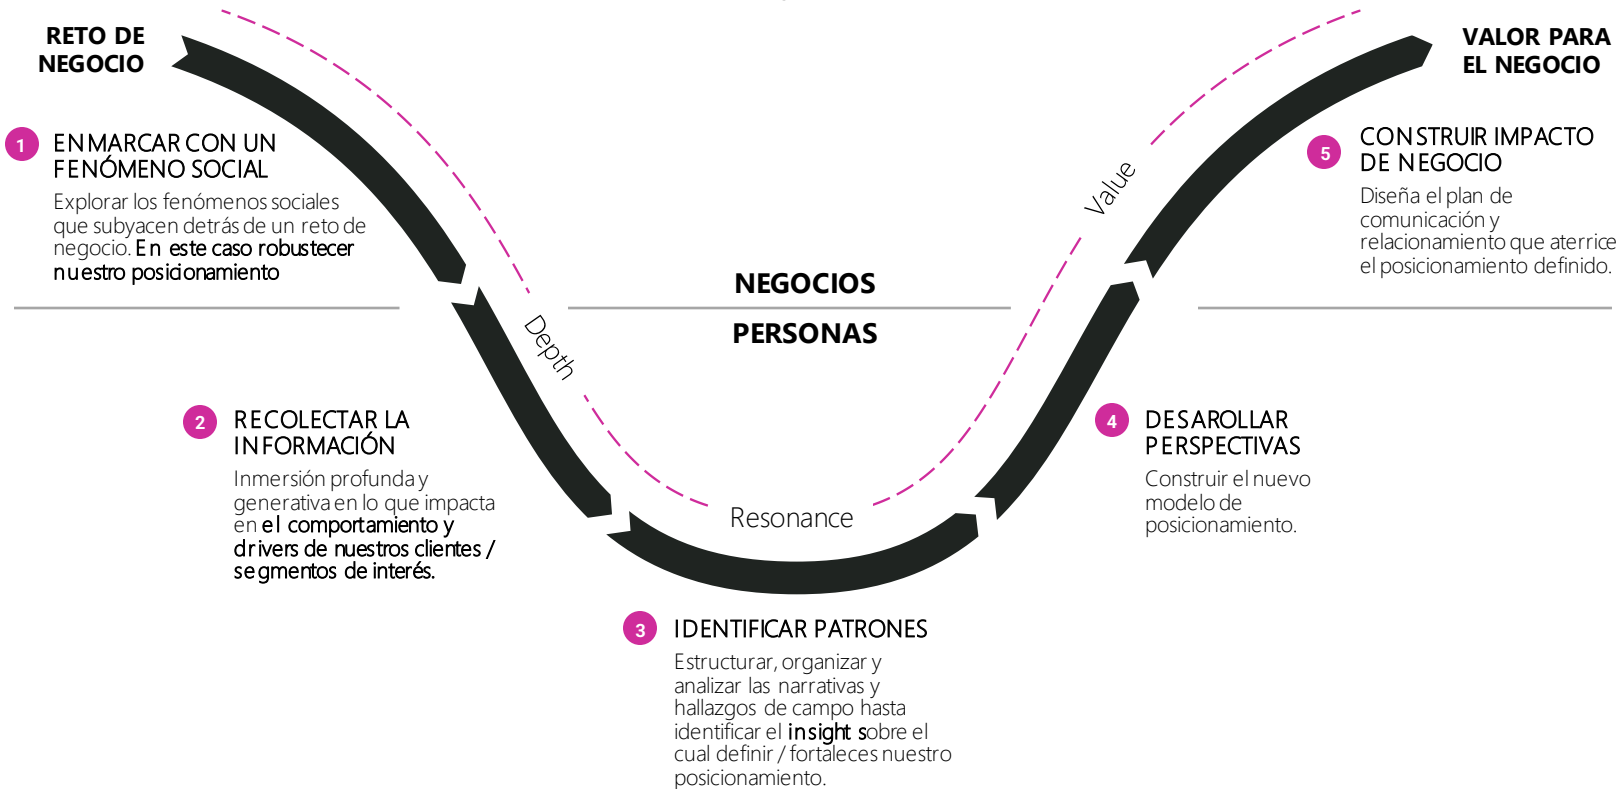 RETO DE
NEGOCIO
VALOR PARA
EL NEGOCIO
1
ENMARCAR CON UN
FENÓMENO SOCIAL
Explorar los fenómenos sociales
que subyacen detrás de un reto de
negocio. En este caso robustecer
nuestro posicionamiento
5
CONSTRUIR IMPACTO
DE NEGOCIO
Diseña el plan de
comunicación y
relacionamiento que aterrice
el posicionamiento definido.
Value
NEGOCIOS
PERSONAS
Depth
2
RECOLECTAR LA
INFORMACIÓN
Inmersión profunda y
generativa en lo que impacta
en el comportamiento y
drivers de nuestros clientes /
segmentos de interés.
4
DESAROLLAR
PERSPECTIVAS
Construir el nuevo
modelo de
posicionamiento.
Resonance
3
IDENTIFICAR PATRONES
Estructurar, organizar y
analizar las narrativas y
hallazgos de campo hasta
identificar el insight sobre el
cual definir / fortaleces nuestro
posicionamiento.